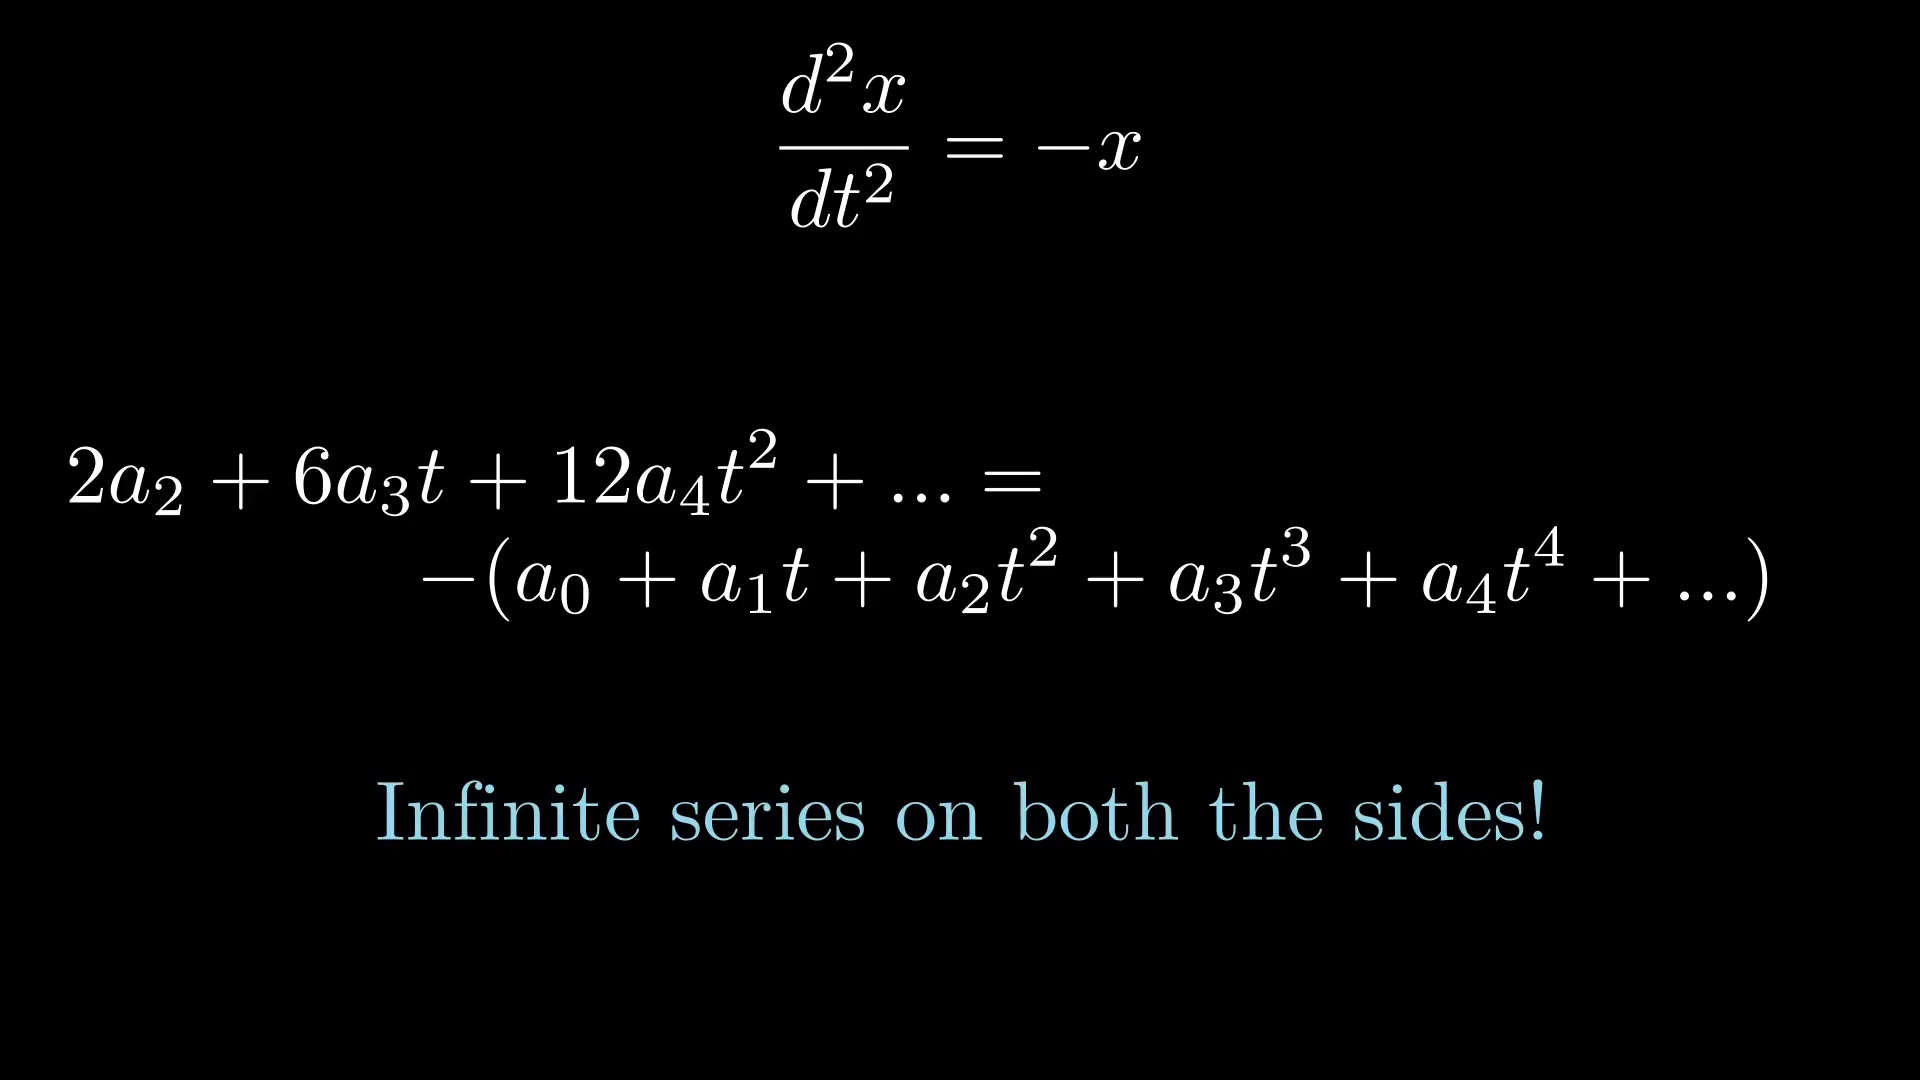 d²x/dt² = −x
2a₂ + 6a₃t + 12a₄t² + ... =
−(a₀ + a₁t + a₂t² + a₃t³ + a₄t⁴ + ...)
Infinite series on both the sides!